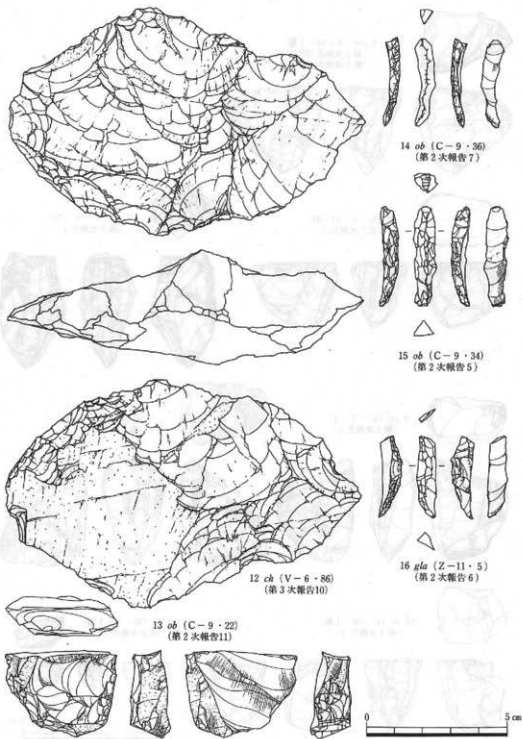 14 ob (C-9・36)
(第2次報告7)
15 ob (C-9・34)
(第2次報告5)
16 gla (Z-11・5)
(第2次報告6)
12 ch (V-6・86)
(第3次報告10)
13 ob (C-9・22)
(第2次報告11)
0 5 cm